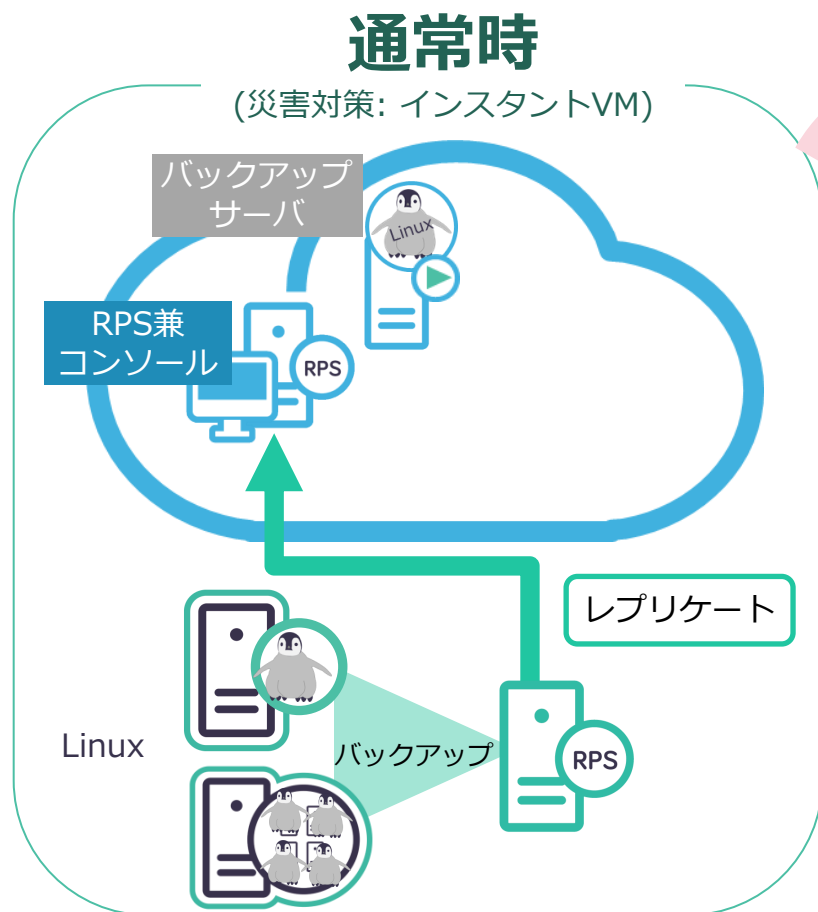 通常時
(災害対策: インスタントVM)
バックアップ
サーバ
Linux
RPS兼
コンソール
RPS
レプリケート
Linux
バックアップ
RPS